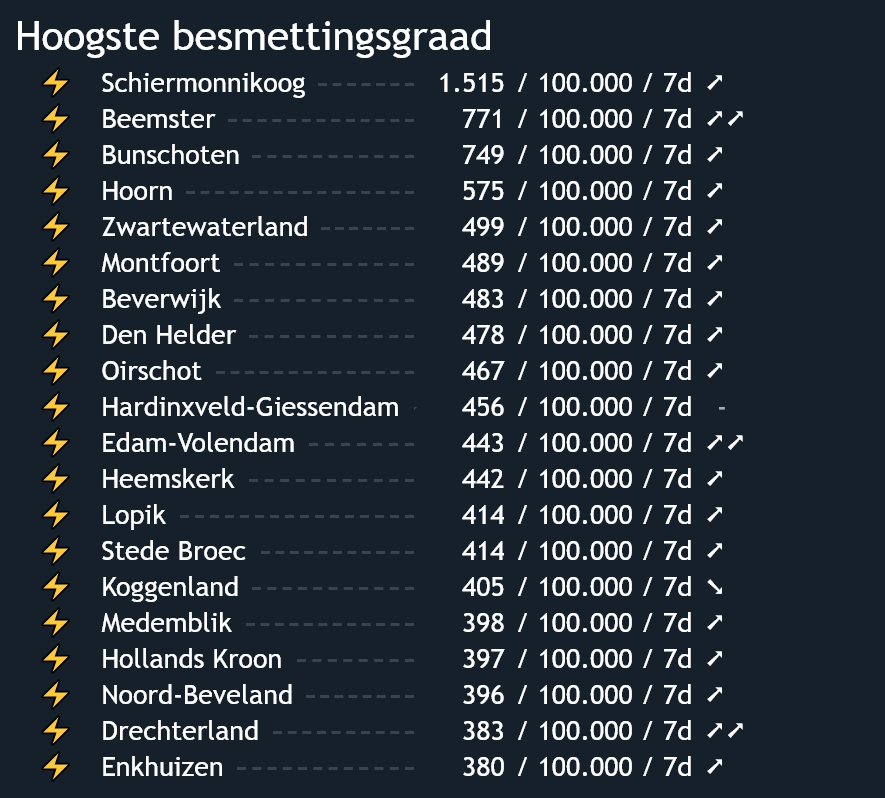 Hoogste besmettingsgraad
⚡ Schiermonnikoog ------ 1.515 / 100.000 / 7d ➚
⚡ Beemster ------ 771 / 100.000 / 7d ➚➚
⚡ Bunschoten ------ 749 / 100.000 / 7d ➚
⚡ Hoorn ------ 575 / 100.000 / 7d ➚
⚡ Zwartewaterland ------ 499 / 100.000 / 7d ➚
⚡ Montfoort ------ 489 / 100.000 / 7d ➚
⚡ Beverwijk ------ 483 / 100.000 / 7d ➚
⚡ Den Helder ------ 478 / 100.000 / 7d ➚
⚡ Oirschot ------ 467 / 100.000 / 7d ➚
⚡ Hardinxveld-Giessendam - 456 / 100.000 / 7d -
⚡ Edam-Volendam ------ 443 / 100.000 / 7d ➚➚
⚡ Heemskerk ------ 442 / 100.000 / 7d ➚
⚡ Lopik ------ 414 / 100.000 / 7d ➚
⚡ Stede Broec ------ 414 / 100.000 / 7d ➚
⚡ Koggenland ------ 405 / 100.000 / 7d ➘
⚡ Medemblik ------ 398 / 100.000 / 7d ➚
⚡ Hollands Kroon ------ 397 / 100.000 / 7d ➚
⚡ Noord-Beveland ------ 396 / 100.000 / 7d ➚
⚡ Drechterland ------ 383 / 100.000 / 7d ➚➚
⚡ Enkhuizen ------ 380 / 100.000 / 7d ➚